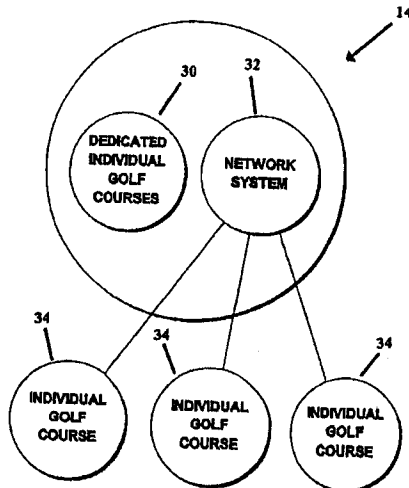 14
30
32
DEDICATED
INDIVIDUAL
GOLF
COURSES
NETWORK
SYSTEM
34
34
34
INDIVIDUAL
GOLF
COURSE
INDIVIDUAL
GOLF
COURSE
INDIVIDUAL
GOLF
COURSE